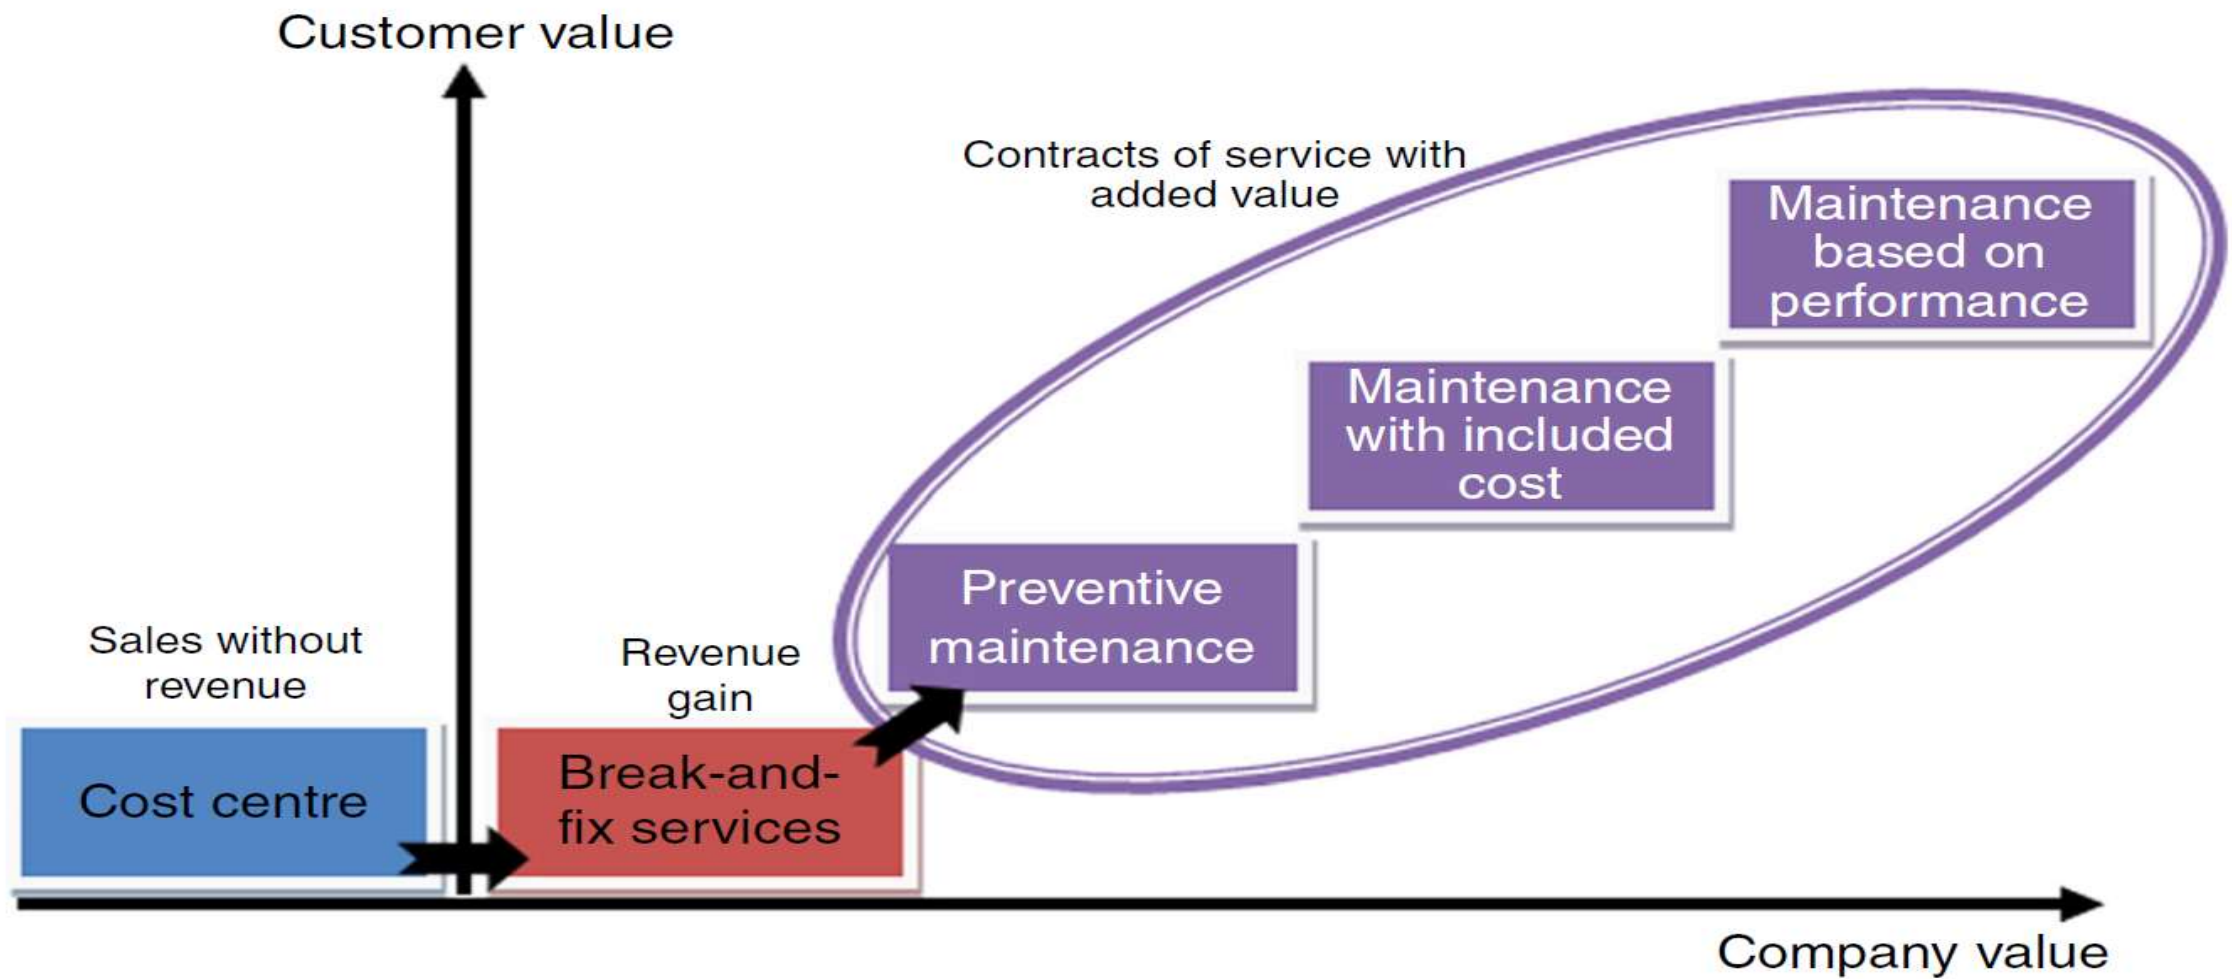 Customer value
Contracts of service with
added value
Maintenance
based on
performance
Maintenance
with included
cost
Preventive
maintenance
Sales without
revenue
Revenue
gain
Cost centre
Break-and-
fix services
Company value